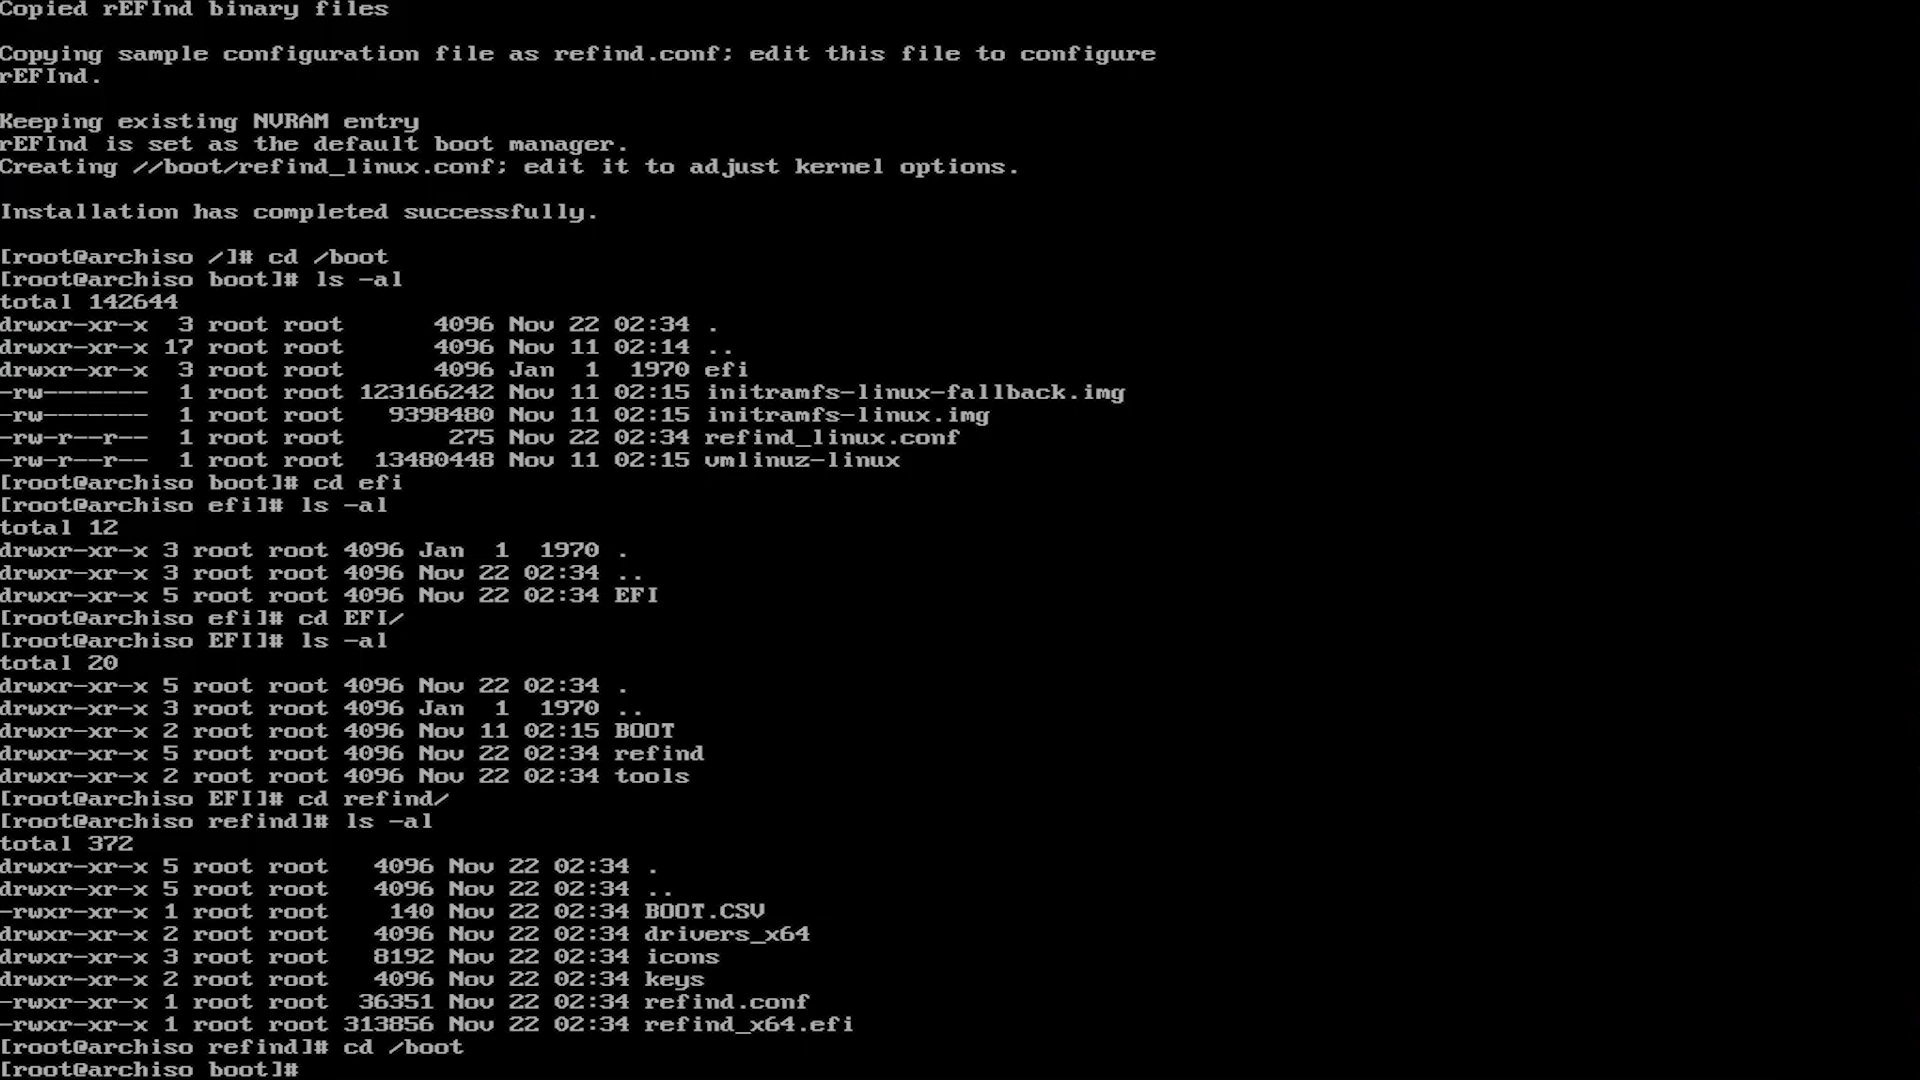 Copied rEFInd binary files
Copying sample configuration file as refind.conf; edit this file to configure
rEFInd.
Keeping existing NVRAM entry
rEFInd is set as the default boot manager.
Creating //boot/refind_linux.conf; edit it to adjust kernel options.
Installation has completed successfully.
[root@archiso /]# cd /boot
[root@archiso boot]# ls -al
total 142644
drwxr-xr-x  3 root root      4096 Nov 22 02:34 .
drwxr-xr-x 17 root root      4096 Nov 11 02:14 ..
drwxr-xr-x  3 root root      4096 Jan  1  1970 efi
-rw-------  1 root root 123166242 Nov 11 02:15 initramfs-linux-fallback.img
-rw-------  1 root root   9398480 Nov 11 02:15 initramfs-linux.img
-rw-r--r--  1 root root       275 Nov 22 02:34 refind_linux.conf
-rw-r--r--  1 root root  13480448 Nov 11 02:15 vmlinuz-linux
[root@archiso boot]# cd efi
[root@archiso efi]# ls -al
total 12
drwxr-xr-x 3 root root 4096 Jan  1  1970 .
drwxr-xr-x 3 root root 4096 Nov 22 02:34 ..
drwxr-xr-x 5 root root 4096 Nov 22 02:34 EFI
[root@archiso efi]# cd EFI/
[root@archiso EFI]# ls -al
total 20
drwxr-xr-x 5 root root 4096 Nov 22 02:34 .
drwxr-xr-x 3 root root 4096 Jan  1  1970 ..
drwxr-xr-x 2 root root 4096 Nov 11 02:15 BOOT
drwxr-xr-x 5 root root 4096 Nov 22 02:34 refind
drwxr-xr-x 2 root root 4096 Nov 22 02:34 tools
[root@archiso EFI]# cd refind/
[root@archiso refind]# ls -al
total 372
drwxr-xr-x 5 root root   4096 Nov 22 02:34 .
drwxr-xr-x 5 root root   4096 Nov 22 02:34 ..
-rwxr-xr-x 1 root root    140 Nov 22 02:34 BOOT.CSV
drwxr-xr-x 2 root root   4096 Nov 22 02:34 drivers_x64
drwxr-xr-x 3 root root   8192 Nov 22 02:34 icons
drwxr-xr-x 2 root root   4096 Nov 22 02:34 keys
-rwxr-xr-x 1 root root  36351 Nov 22 02:34 refind.conf
-rwxr-xr-x 1 root root 313856 Nov 22 02:34 refind_x64.efi
[root@archiso refind]# cd /boot
[root@archiso boot]#